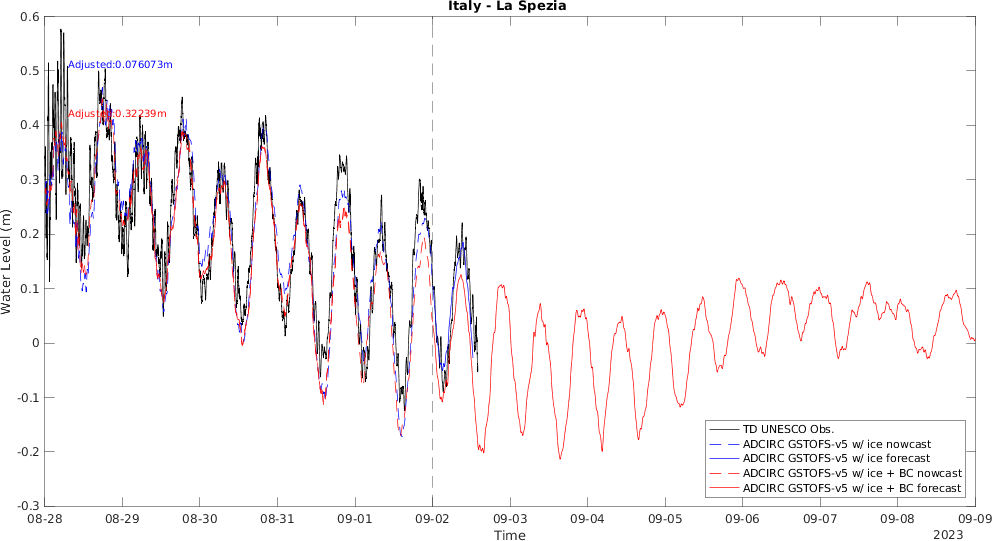 Italy - La Spezia
0.6
0.5
0.4
0.3
0.2
0.1
0
-0.1
-0.2
-0.3
Water Level (m)
Adjusted:0.076073m
Adjusted:0.32239m
TD UNESCO Obs.
ADCIRC GSTOFS-v5 w/ ice nowcast
ADCIRC GSTOFS-v5 w/ ice forecast
ADCIRC GSTOFS-v5 w/ ice + BC nowcast
ADCIRC GSTOFS-v5 w/ ice + BC forecast
08-28 08-29 08-30 08-31 09-01 09-02 09-03 09-04 09-05 09-06 09-07 09-08 09-09
Time
2023